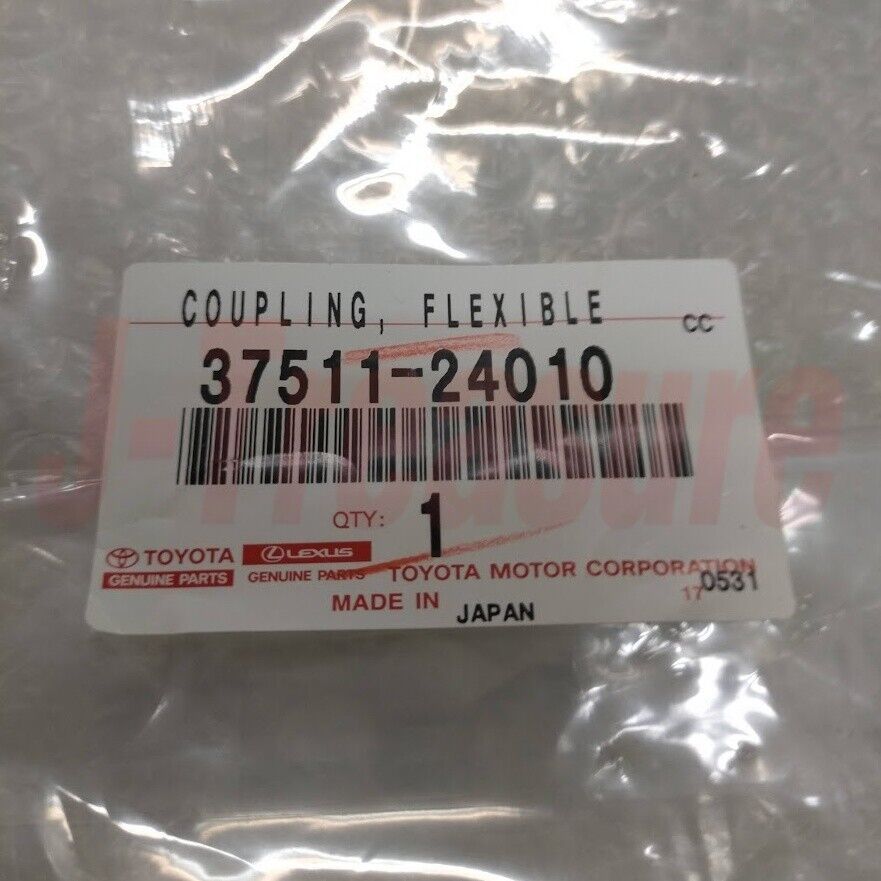 COUPLING, FLEXIBLE
CC
37511-24010
J-Treasure
QTY: 1
TOYOTA
GENUINE PARTS
LEXUS
GENUINE PARTS
TOYOTA MOTOR CORPORATION
17 0531
MADE IN JAPAN